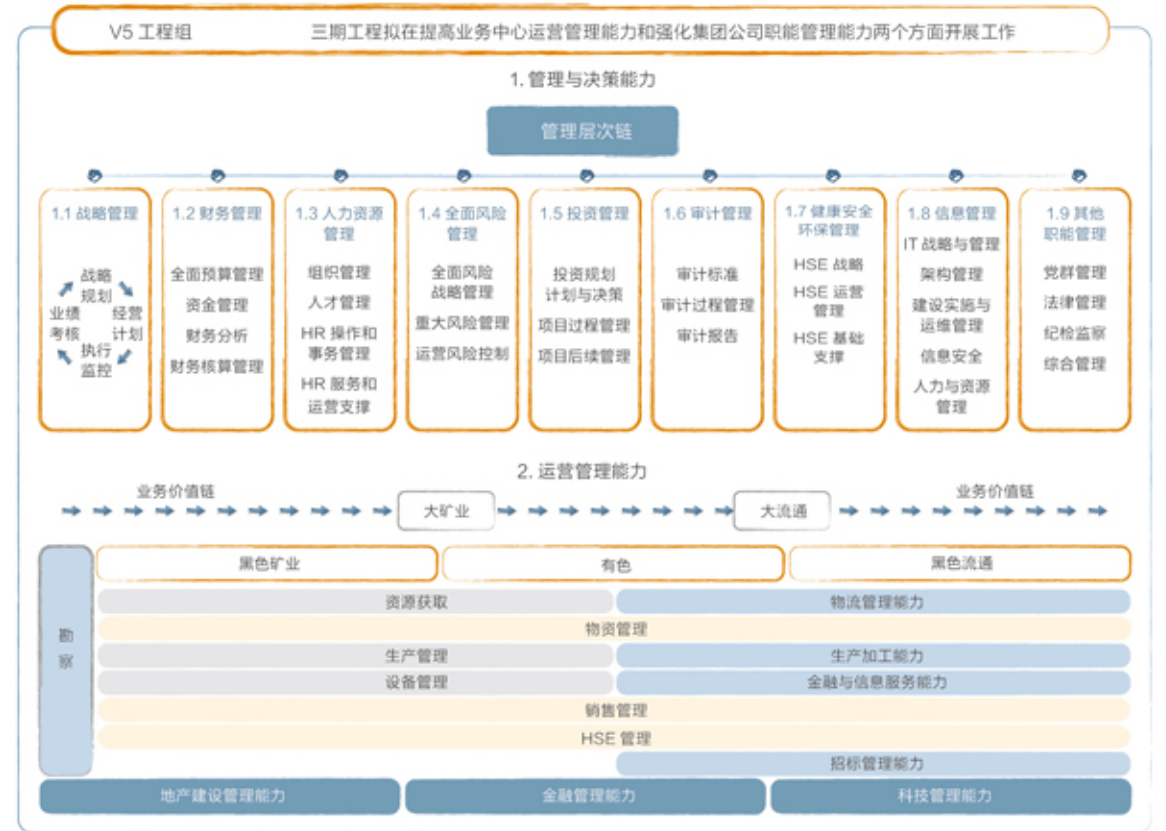 V5 工程组 三期工程拟在提高业务中心运营管理能力和强化集团公司职能管理能力两个方面开展工作
1. 管理与决策能力
管理层次链
1.1 战略管理
战略
规划
业绩
考核
经营
计划
执行
监控
1.2 财务管理
全面预算管理
资金管理
财务分析
财务核算管理
1.3 人力资源
管理
组织管理
人才管理
HR 操作和
事务管理
HR 服务和
运营支撑
1.4 全面风险
管理
全面风险
战略管理
重大风险管理
运营风险控制
1.5 投资管理
投资规划
计划与决策
项目过程管理
项目后续管理
1.6 审计管理
审计标准
审计过程管理
审计报告
1.7 健康安全
环保管理
HSE 战略
HSE 运营
管理
HSE 基础
支撑
1.8 信息管理
IT 战略与管理
架构管理
建设实施与
运维管理
信息安全
人力与资源
管理
1.9 其他
职能管理
党群管理
法律管理
纪检监察
综合管理
2. 运营管理能力
业务价值链
大矿业
大流通
业务价值链
勘
察
黑色矿业
有色
黑色流通
资源获取
物流管理能力
物资管理
生产管理
生产加工能力
设备管理
金融与信息服务能力
销售管理
HSE 管理
招标管理能力
地产建设管理能力
金融管理能力
科技管理能力